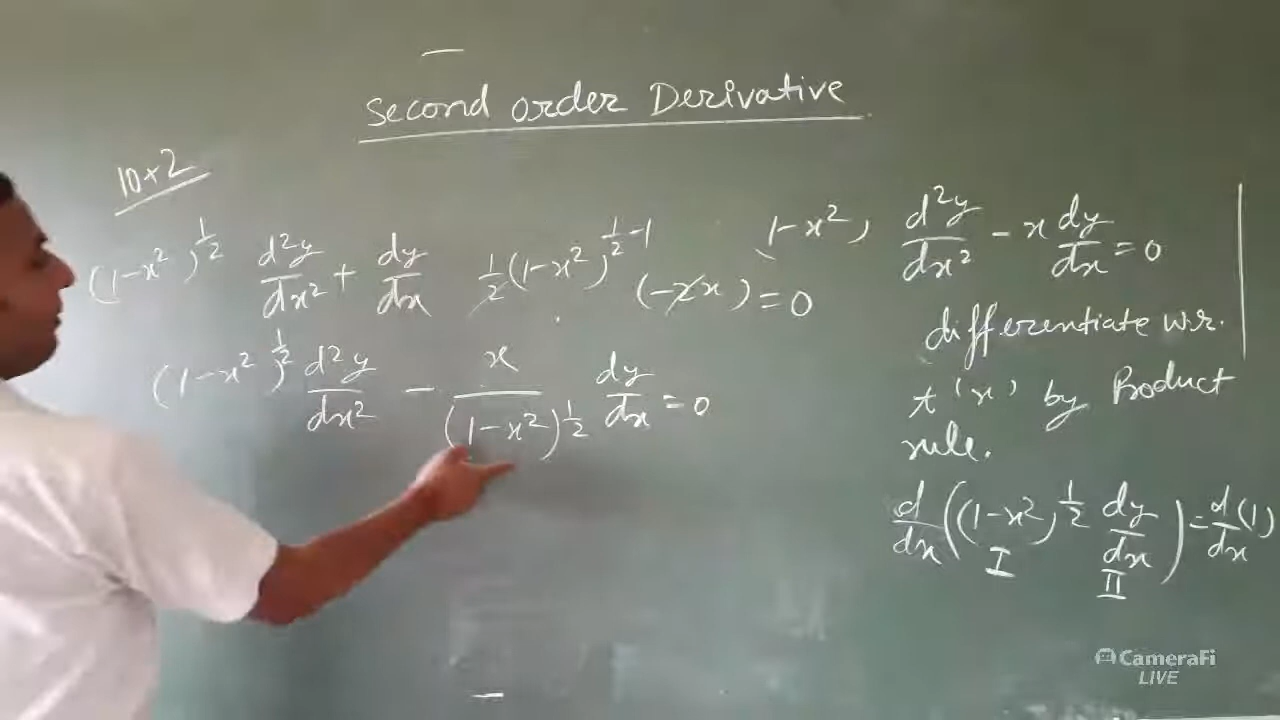 Second order Derivative
10+2
(1-x²)^½ d²y/dx² + dy/dx ½(1-x²)^(½-1) (-2x) = 0
(1-x²)^½ d²y/dx² - x/(1-x²)^½ dy/dx = 0
(1-x²) d²y/dx² - x dy/dx = 0
differentiate w.r.
t 'x' by Product
rule.
d/dx((1-x²)^½ dy/dx) = d/dx(1)
I II
CameraFi
LIVE